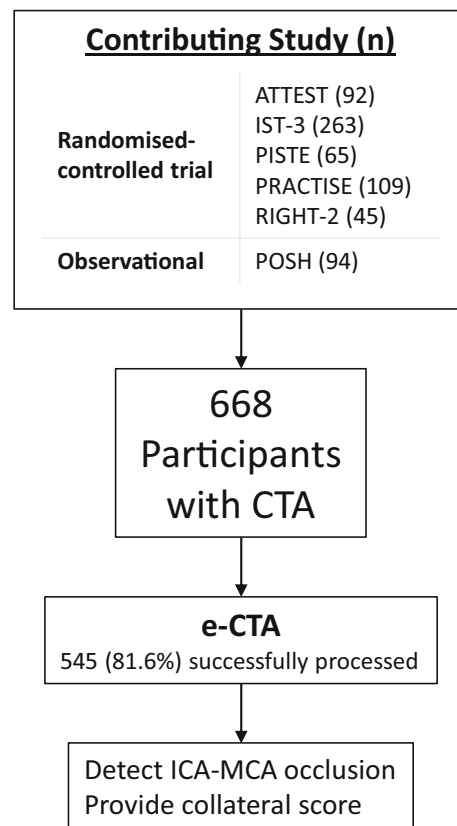 Contributing Study (n)
Randomised-
controlled trial
ATTEST (92)
IST-3 (263)
PISTE (65)
PRACTISE (109)
RIGHT-2 (45)
Observational
POSH (94)
668
Participants
with CTA
e-CTA
545 (81.6%) successfully processed
Detect ICA-MCA occlusion
Provide collateral score